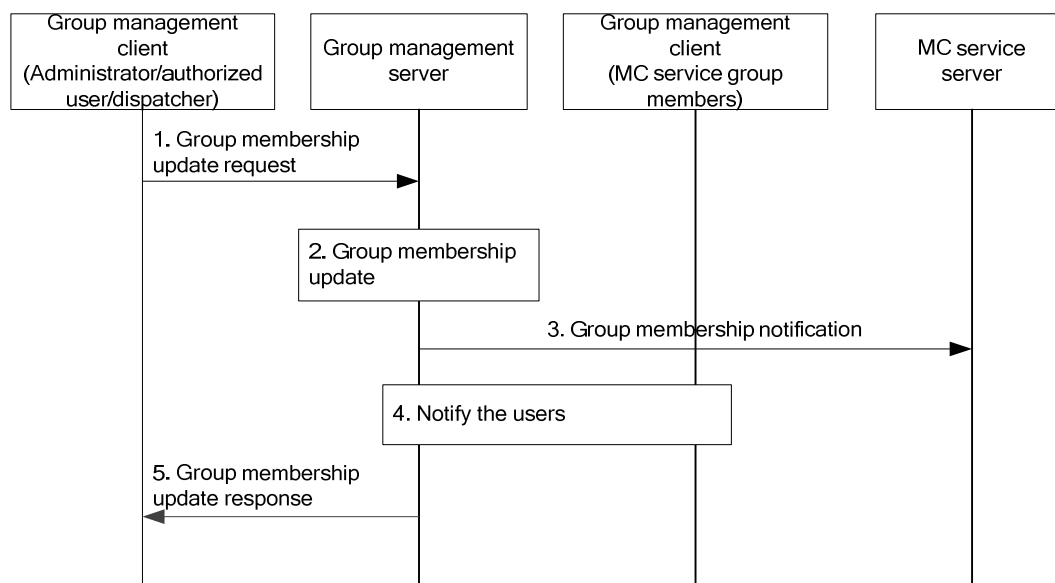 Group management
client
(Administrator/authorized
user/dispatcher)
Group management
server
Group management
client
(MC service group
members)
MC service
server
1. Group membership
update request
2. Group membership
update
3. Group membership notification
4. Notify the users
5. Group membership
update response